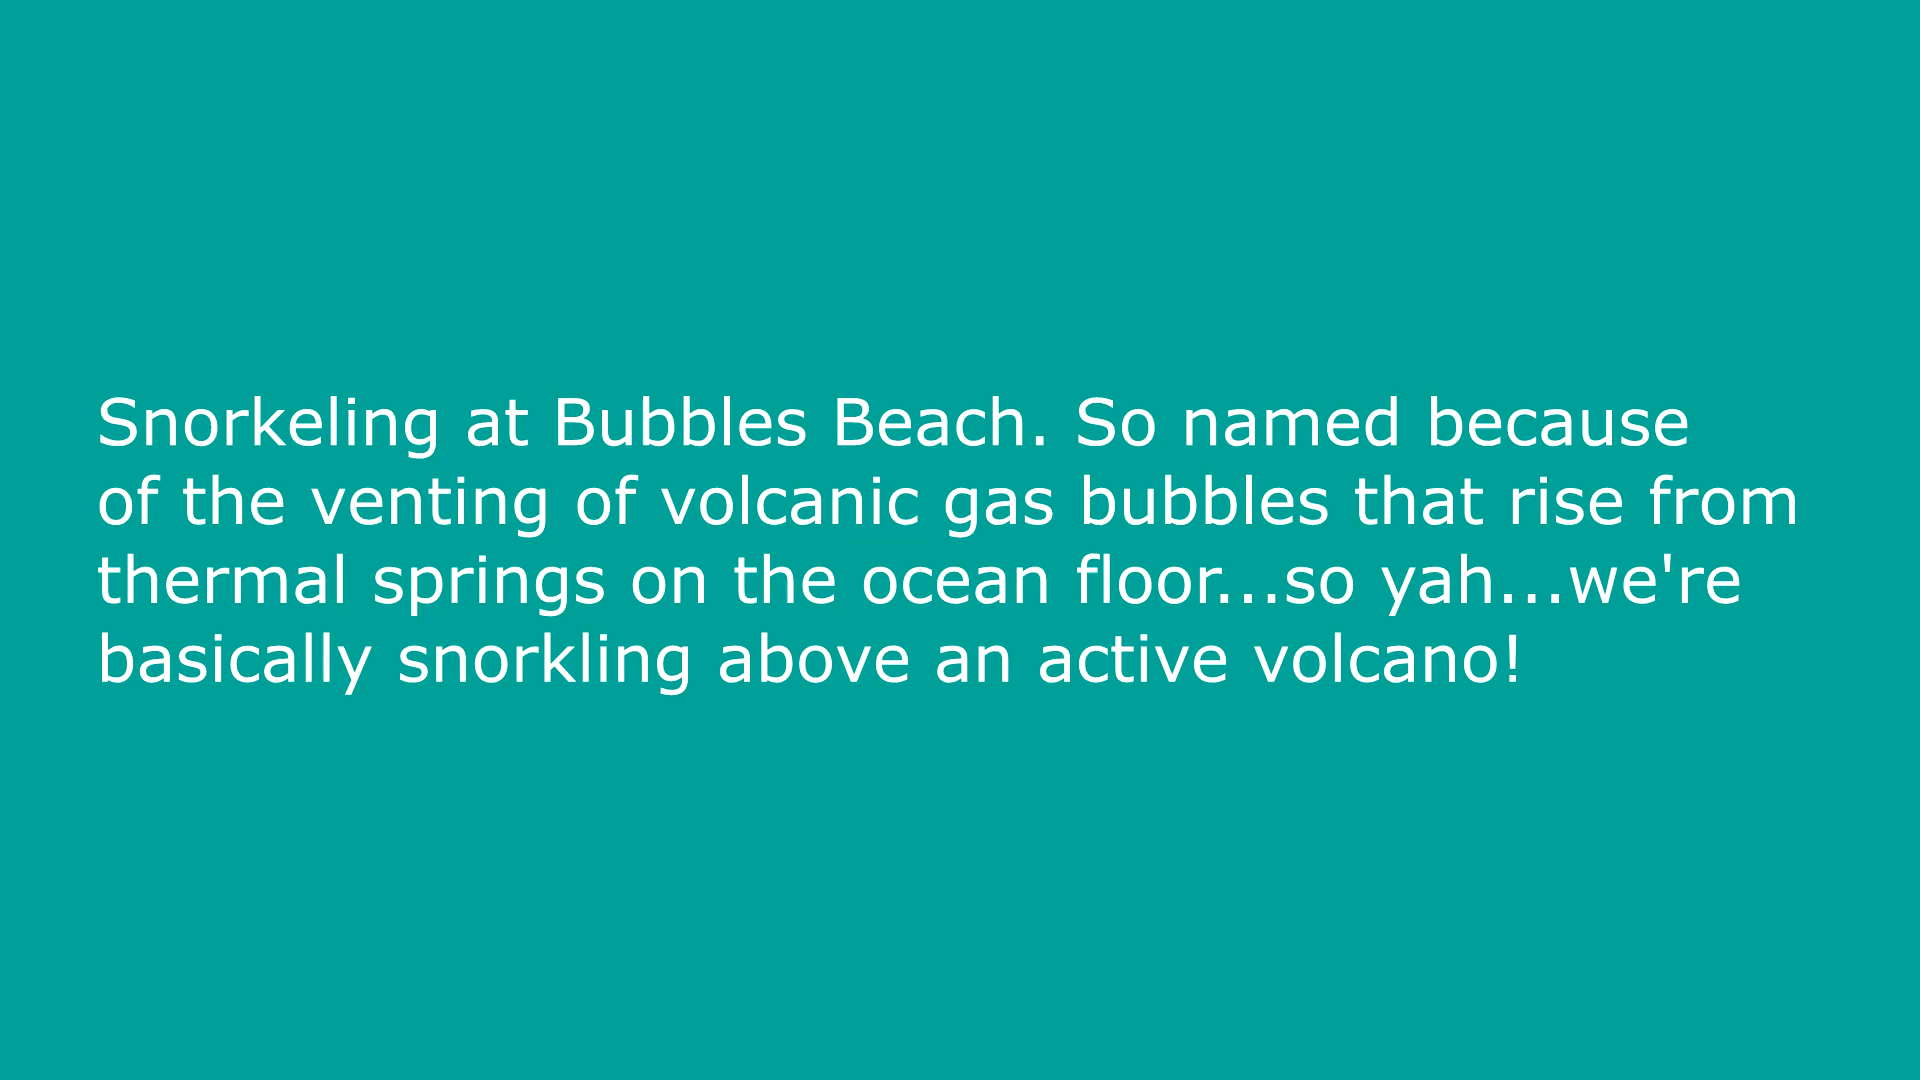 Snorkeling at Bubbles Beach. So named because
of the venting of volcanic gas bubbles that rise from
thermal springs on the ocean floor...so yah...we're
basically snorkling above an active volcano!